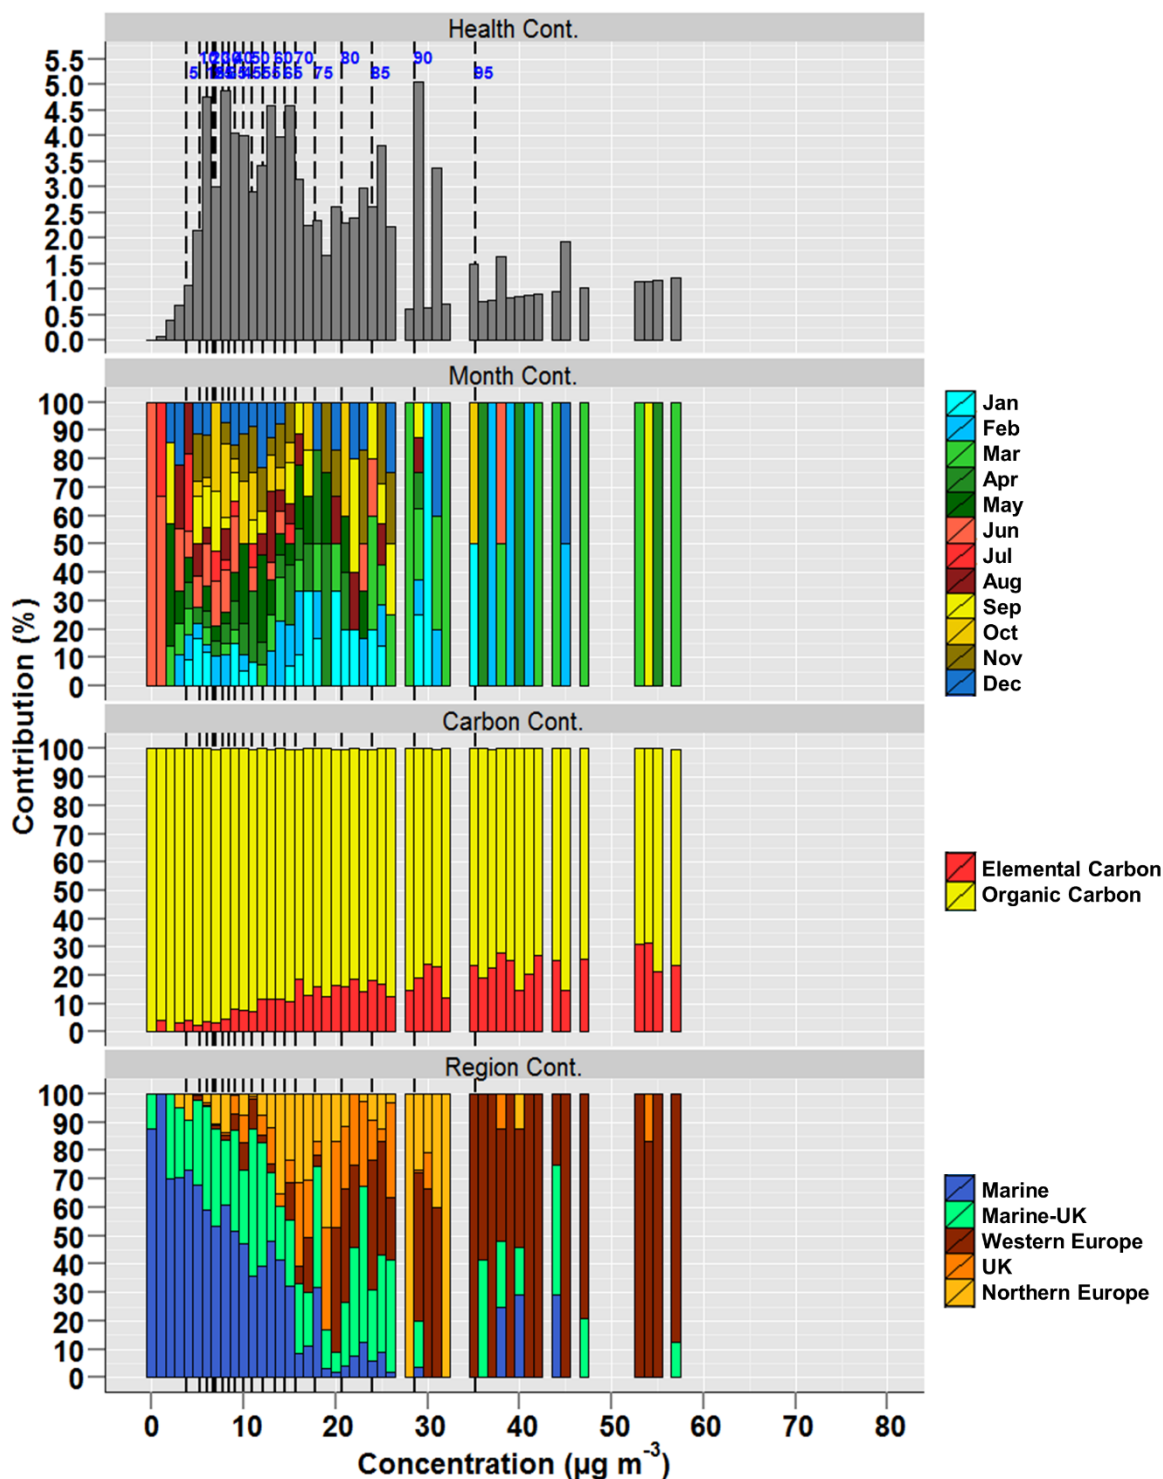 Health Cont.
5.5
5.0
4.5
4.0
3.5
3.0
2.5
2.0
1.5
1.0
0.5
0.0
70
80
90
5
75
85
95
Month Cont.
100
90
80
70
60
50
40
30
20
10
0
Jan
Feb
Mar
Apr
May
Jun
Jul
Aug
Sep
Oct
Nov
Dec
Contribution (%)
Carbon Cont.
100
90
80
70
60
50
40
30
20
10
0
Elemental Carbon
Organic Carbon
Region Cont.
100
90
80
70
60
50
40
30
20
10
0
Marine
Marine-UK
Western Europe
UK
Northern Europe
0 10 20 30 40 50 60 70 80
Concentration (µg m⁻³)